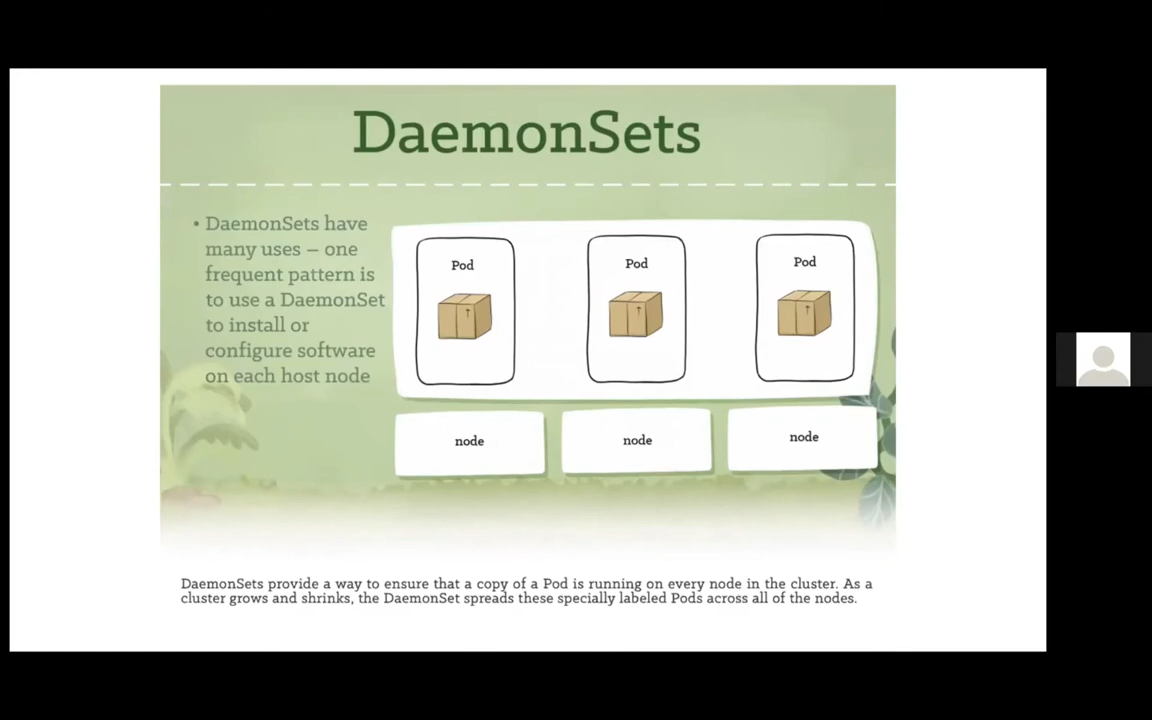 DaemonSets
• DaemonSets have
many uses – one
frequent pattern is
to use a DaemonSet
to install or
configure software
on each host node
Pod
Pod
Pod
node
node
node
DaemonSets provide a way to ensure that a copy of a Pod is running on every node in the cluster. As a
cluster grows and shrinks, the DaemonSet spreads these specially labeled Pods across all of the nodes.